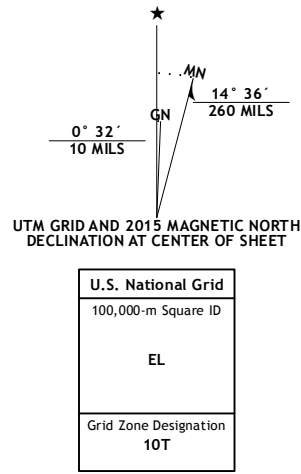 MN
GN
14° 36´
260 MILS
0° 32´
10 MILS
UTM GRID AND 2015 MAGNETIC NORTH
DECLINATION AT CENTER OF SHEET
U.S. National Grid
100,000-m Square ID
EL
Grid Zone Designation
10T